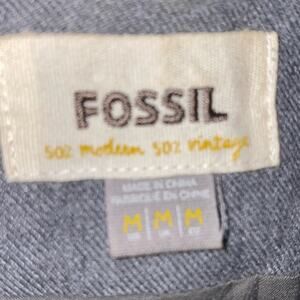 FOSSIL
50% modern 50% vintage
MADE IN CHINA
FABRIQUÉ EN CHINE
M M M